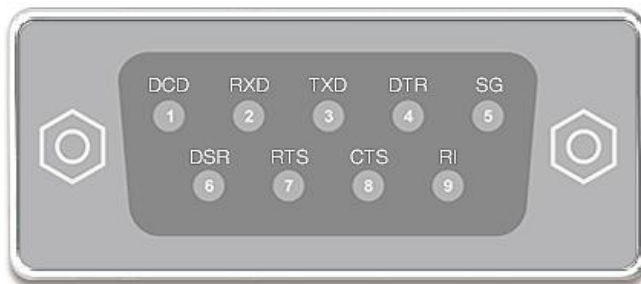 DCD RXD TXD DTR SG
1 2 3 4 5
DSR RTS CTS RI
6 7 8 9